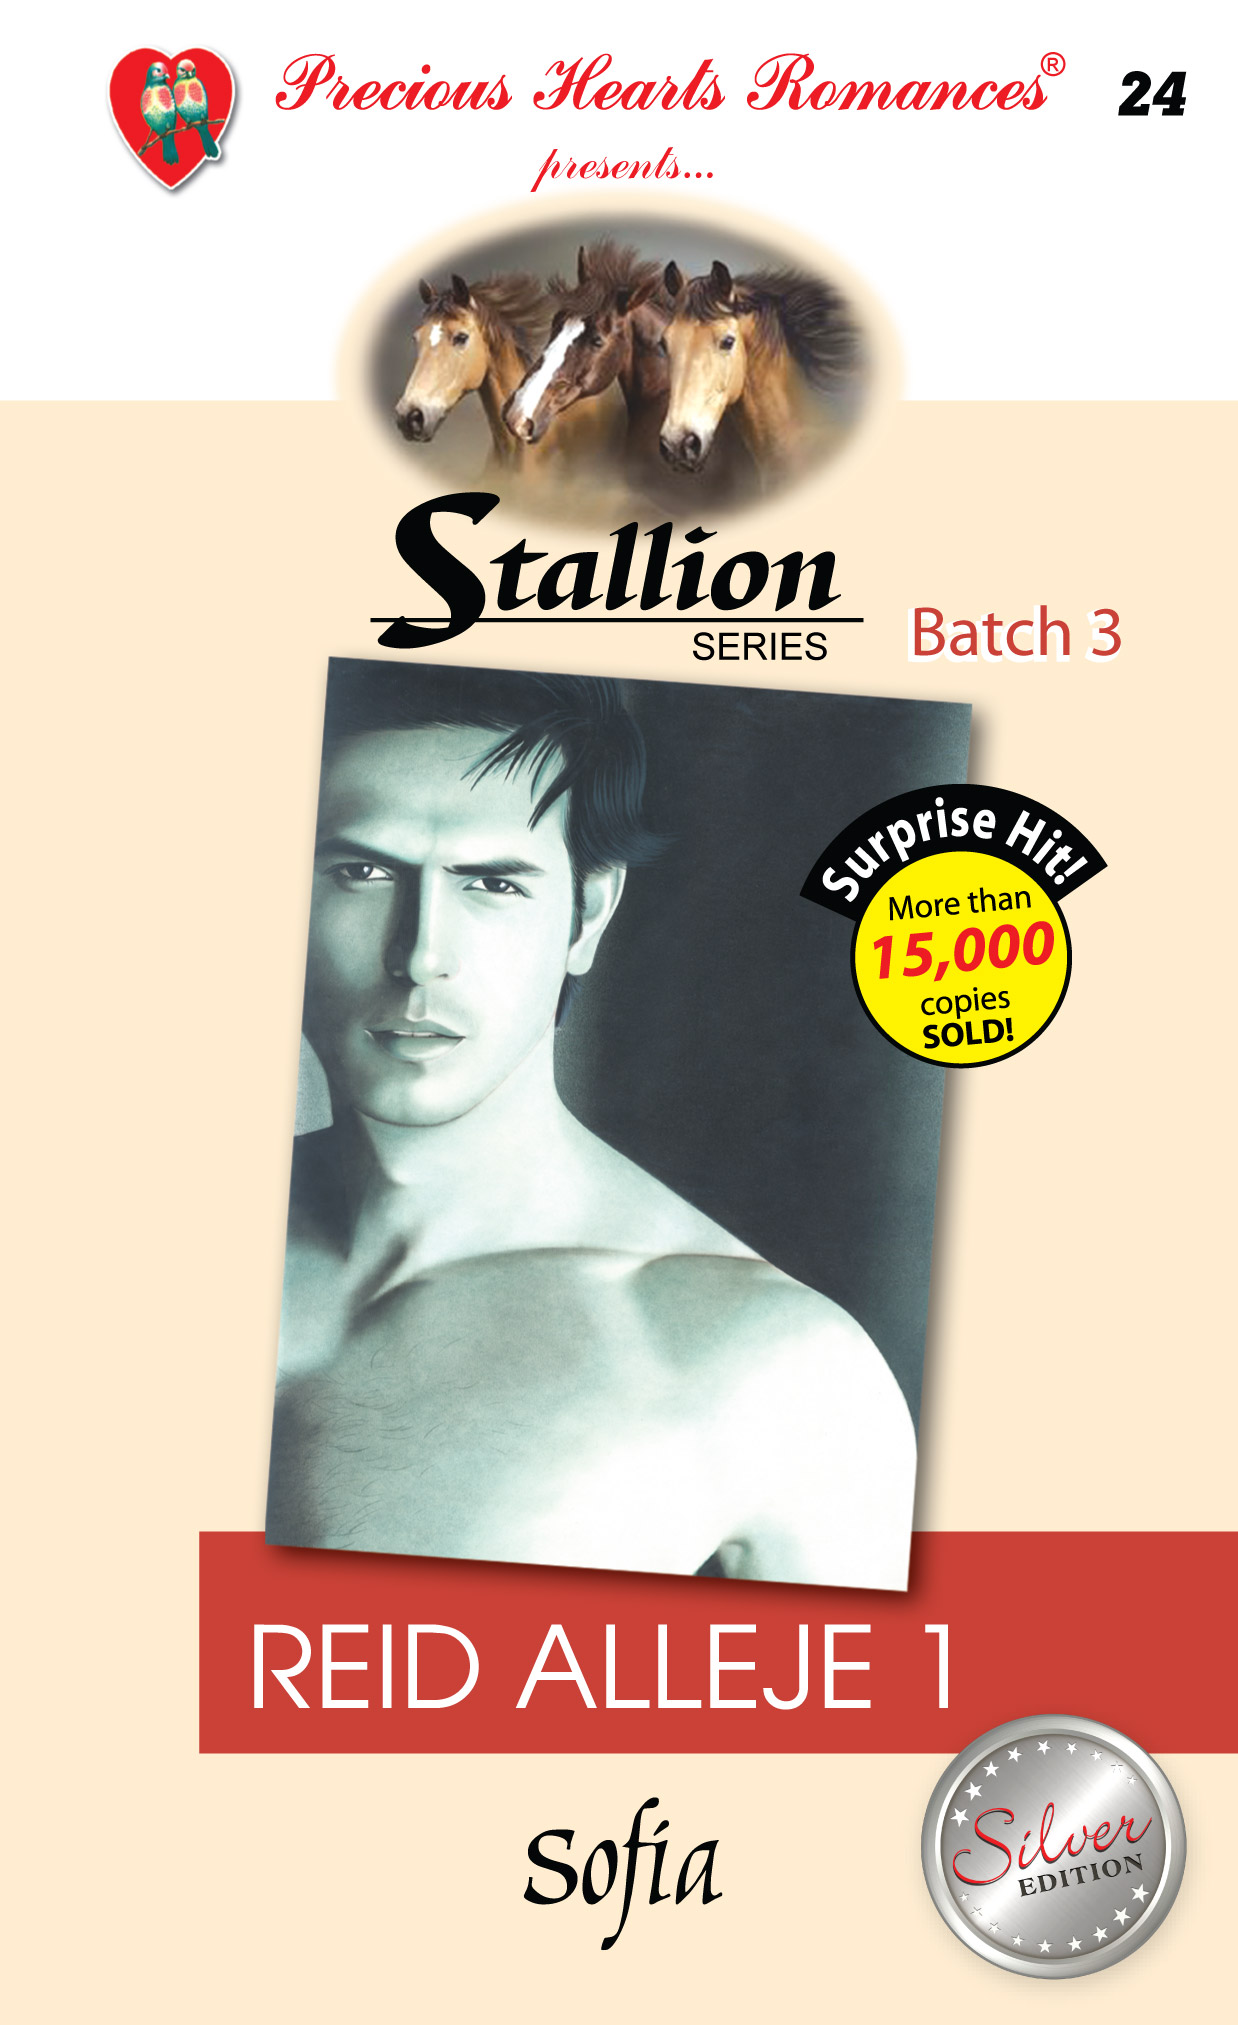 Precious Hearts Romances® 24
presents...
Stallion
SERIES
Batch 3
Surprise Hit!
More than
15,000
copies
SOLD!
REID ALLEJE 1
Sofia
Silver
EDITION